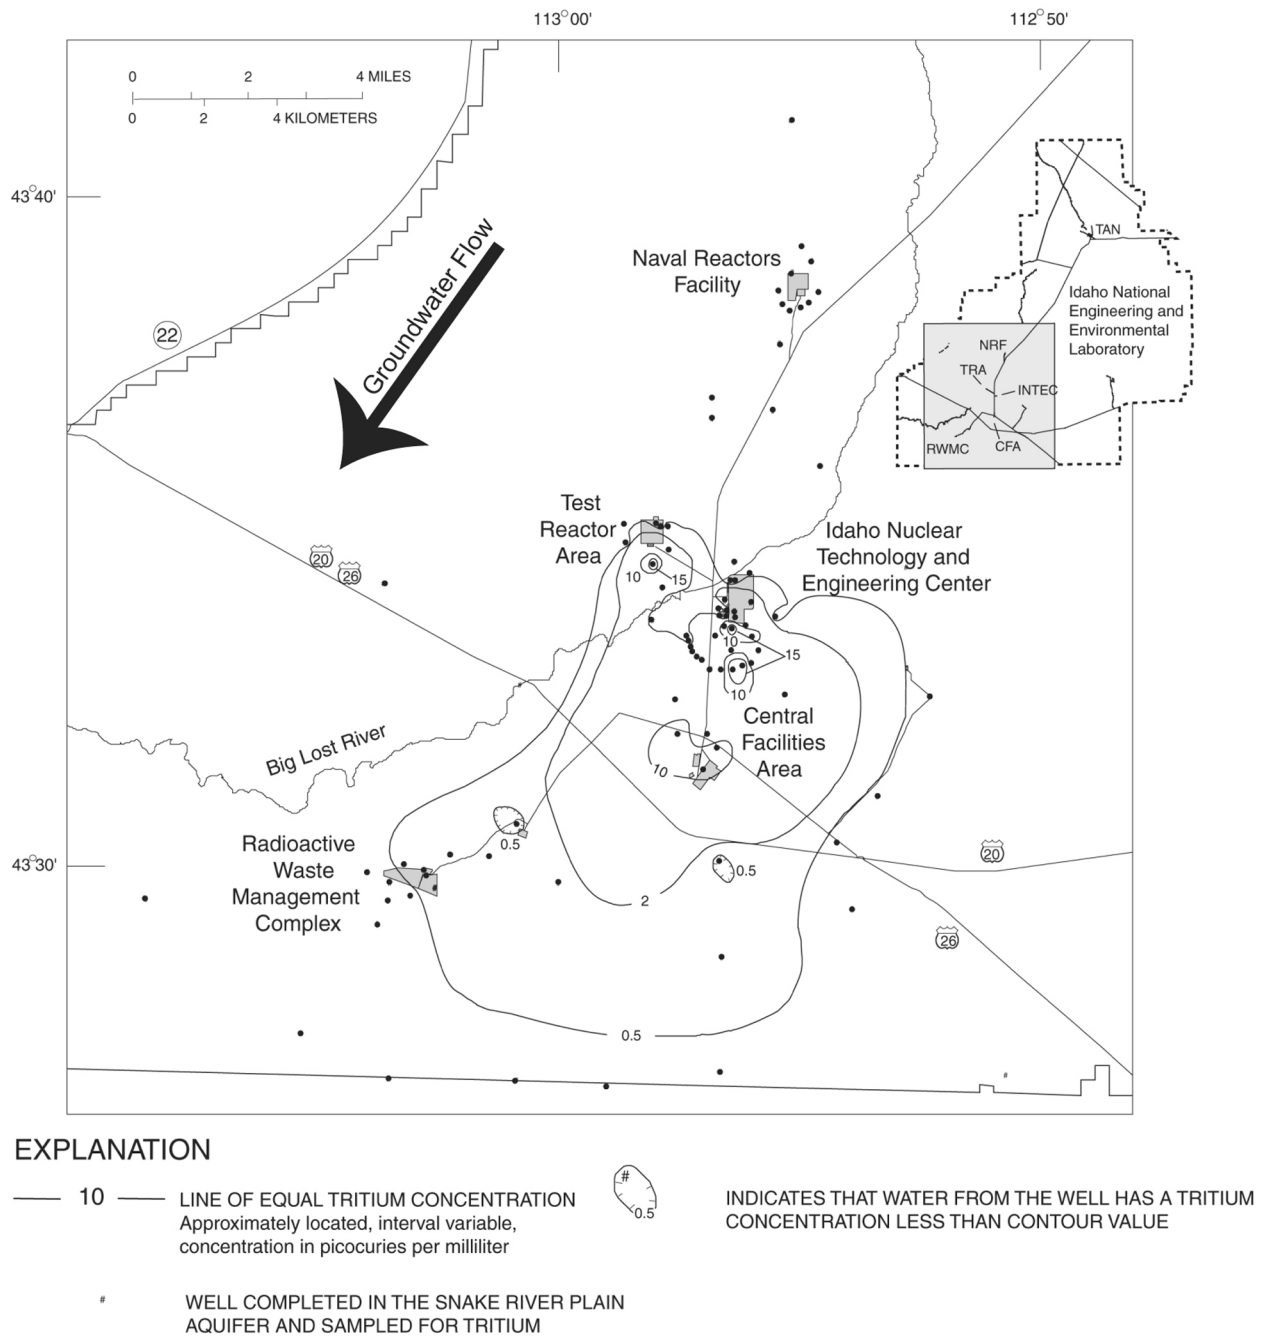 113°00'
112°50'
0 2 4 MILES
0 2 4 KILOMETERS
43°40'
Groundwater Flow
22
Naval Reactors
Facility
TAN
Idaho National
Engineering and
Environmental
Laboratory
NRF
TRA
INTEC
RWMC
CFA
Test
Reactor
Area
20
26
10
15
Idaho Nuclear
Technology and
Engineering Center
10
15
10
Central
Facilities
Area
10
Big Lost River
0.5
43°30'
Radioactive
Waste
Management
Complex
0.5
20
2
26
0.5
#
EXPLANATION
10
LINE OF EQUAL TRITIUM CONCENTRATION
Approximately located, interval variable,
concentration in picocuries per milliliter
#
0.5
INDICATES THAT WATER FROM THE WELL HAS A TRITIUM
CONCENTRATION LESS THAN CONTOUR VALUE
#
WELL COMPLETED IN THE SNAKE RIVER PLAIN
AQUIFER AND SAMPLED FOR TRITIUM